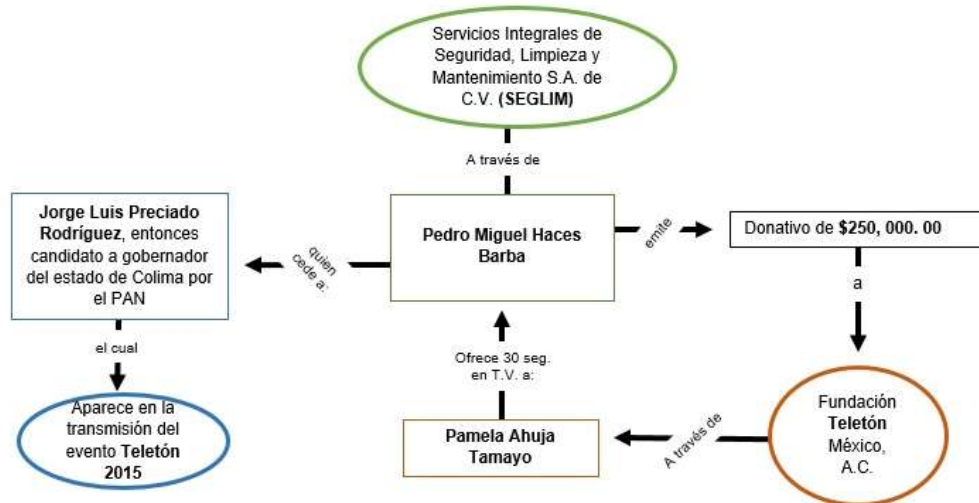 Servicios Integrales de
Seguridad, Limpieza y
Mantenimiento S.A. de
C.V. (SEGLIM)
A través de
Pedro Miguel Haces
Barba
emite
Donativo de $250, 000. 00
a
Fundación
Teletón
México,
A.C.
A través de
Pamela Ahuja
Tamayo
Ofrece 30 seg.
en T.V. a:
quien
cede a:
Jorge Luis Preciado
Rodríguez, entonces
candidato a gobernador
del estado de Colima por
el PAN
el cual
Aparece en la
transmisión del
evento Teletón
2015